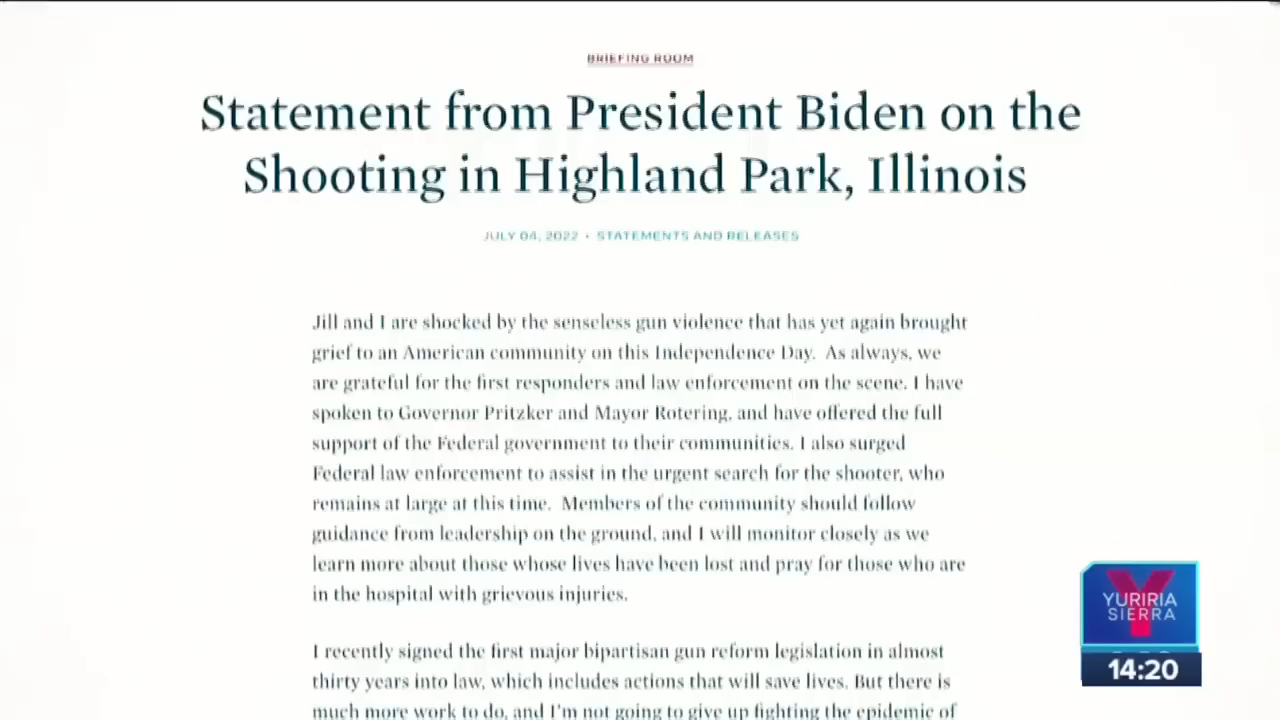 BRIEFING ROOM
Statement from President Biden on the
Shooting in Highland Park, Illinois
JULY 04, 2022 • STATEMENTS AND RELEASES
Jill and I are shocked by the senseless gun violence that has yet again brought
grief to an American community on this Independence Day. As always, we
are grateful for the first responders and law enforcement on the scene. I have
spoken to Governor Pritzker and Mayor Rotering, and have offered the full
support of the Federal government to their communities. I also surged
Federal law enforcement to assist in the urgent search for the shooter, who
remains at large at this time. Members of the community should follow
guidance from leadership on the ground, and I will monitor closely as we
learn more about those whose lives have been lost and pray for those who are
in the hospital with grievous injuries.
I recently signed the first major bipartisan gun reform legislation in almost
thirty years into law, which includes actions that will save lives. But there is
much more work to do, and I'm not going to give up fighting the epidemic of
YURIRIA
SIERRA
14:20